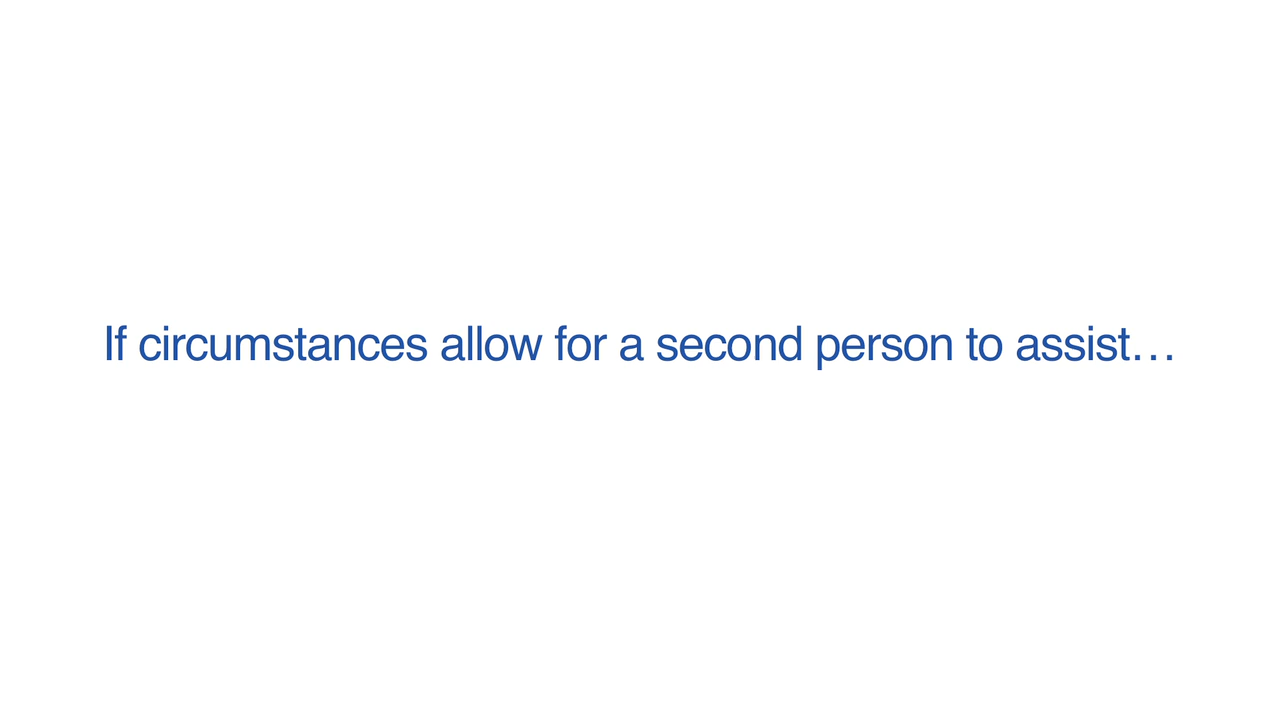 If circumstances allow for a second person to assist…